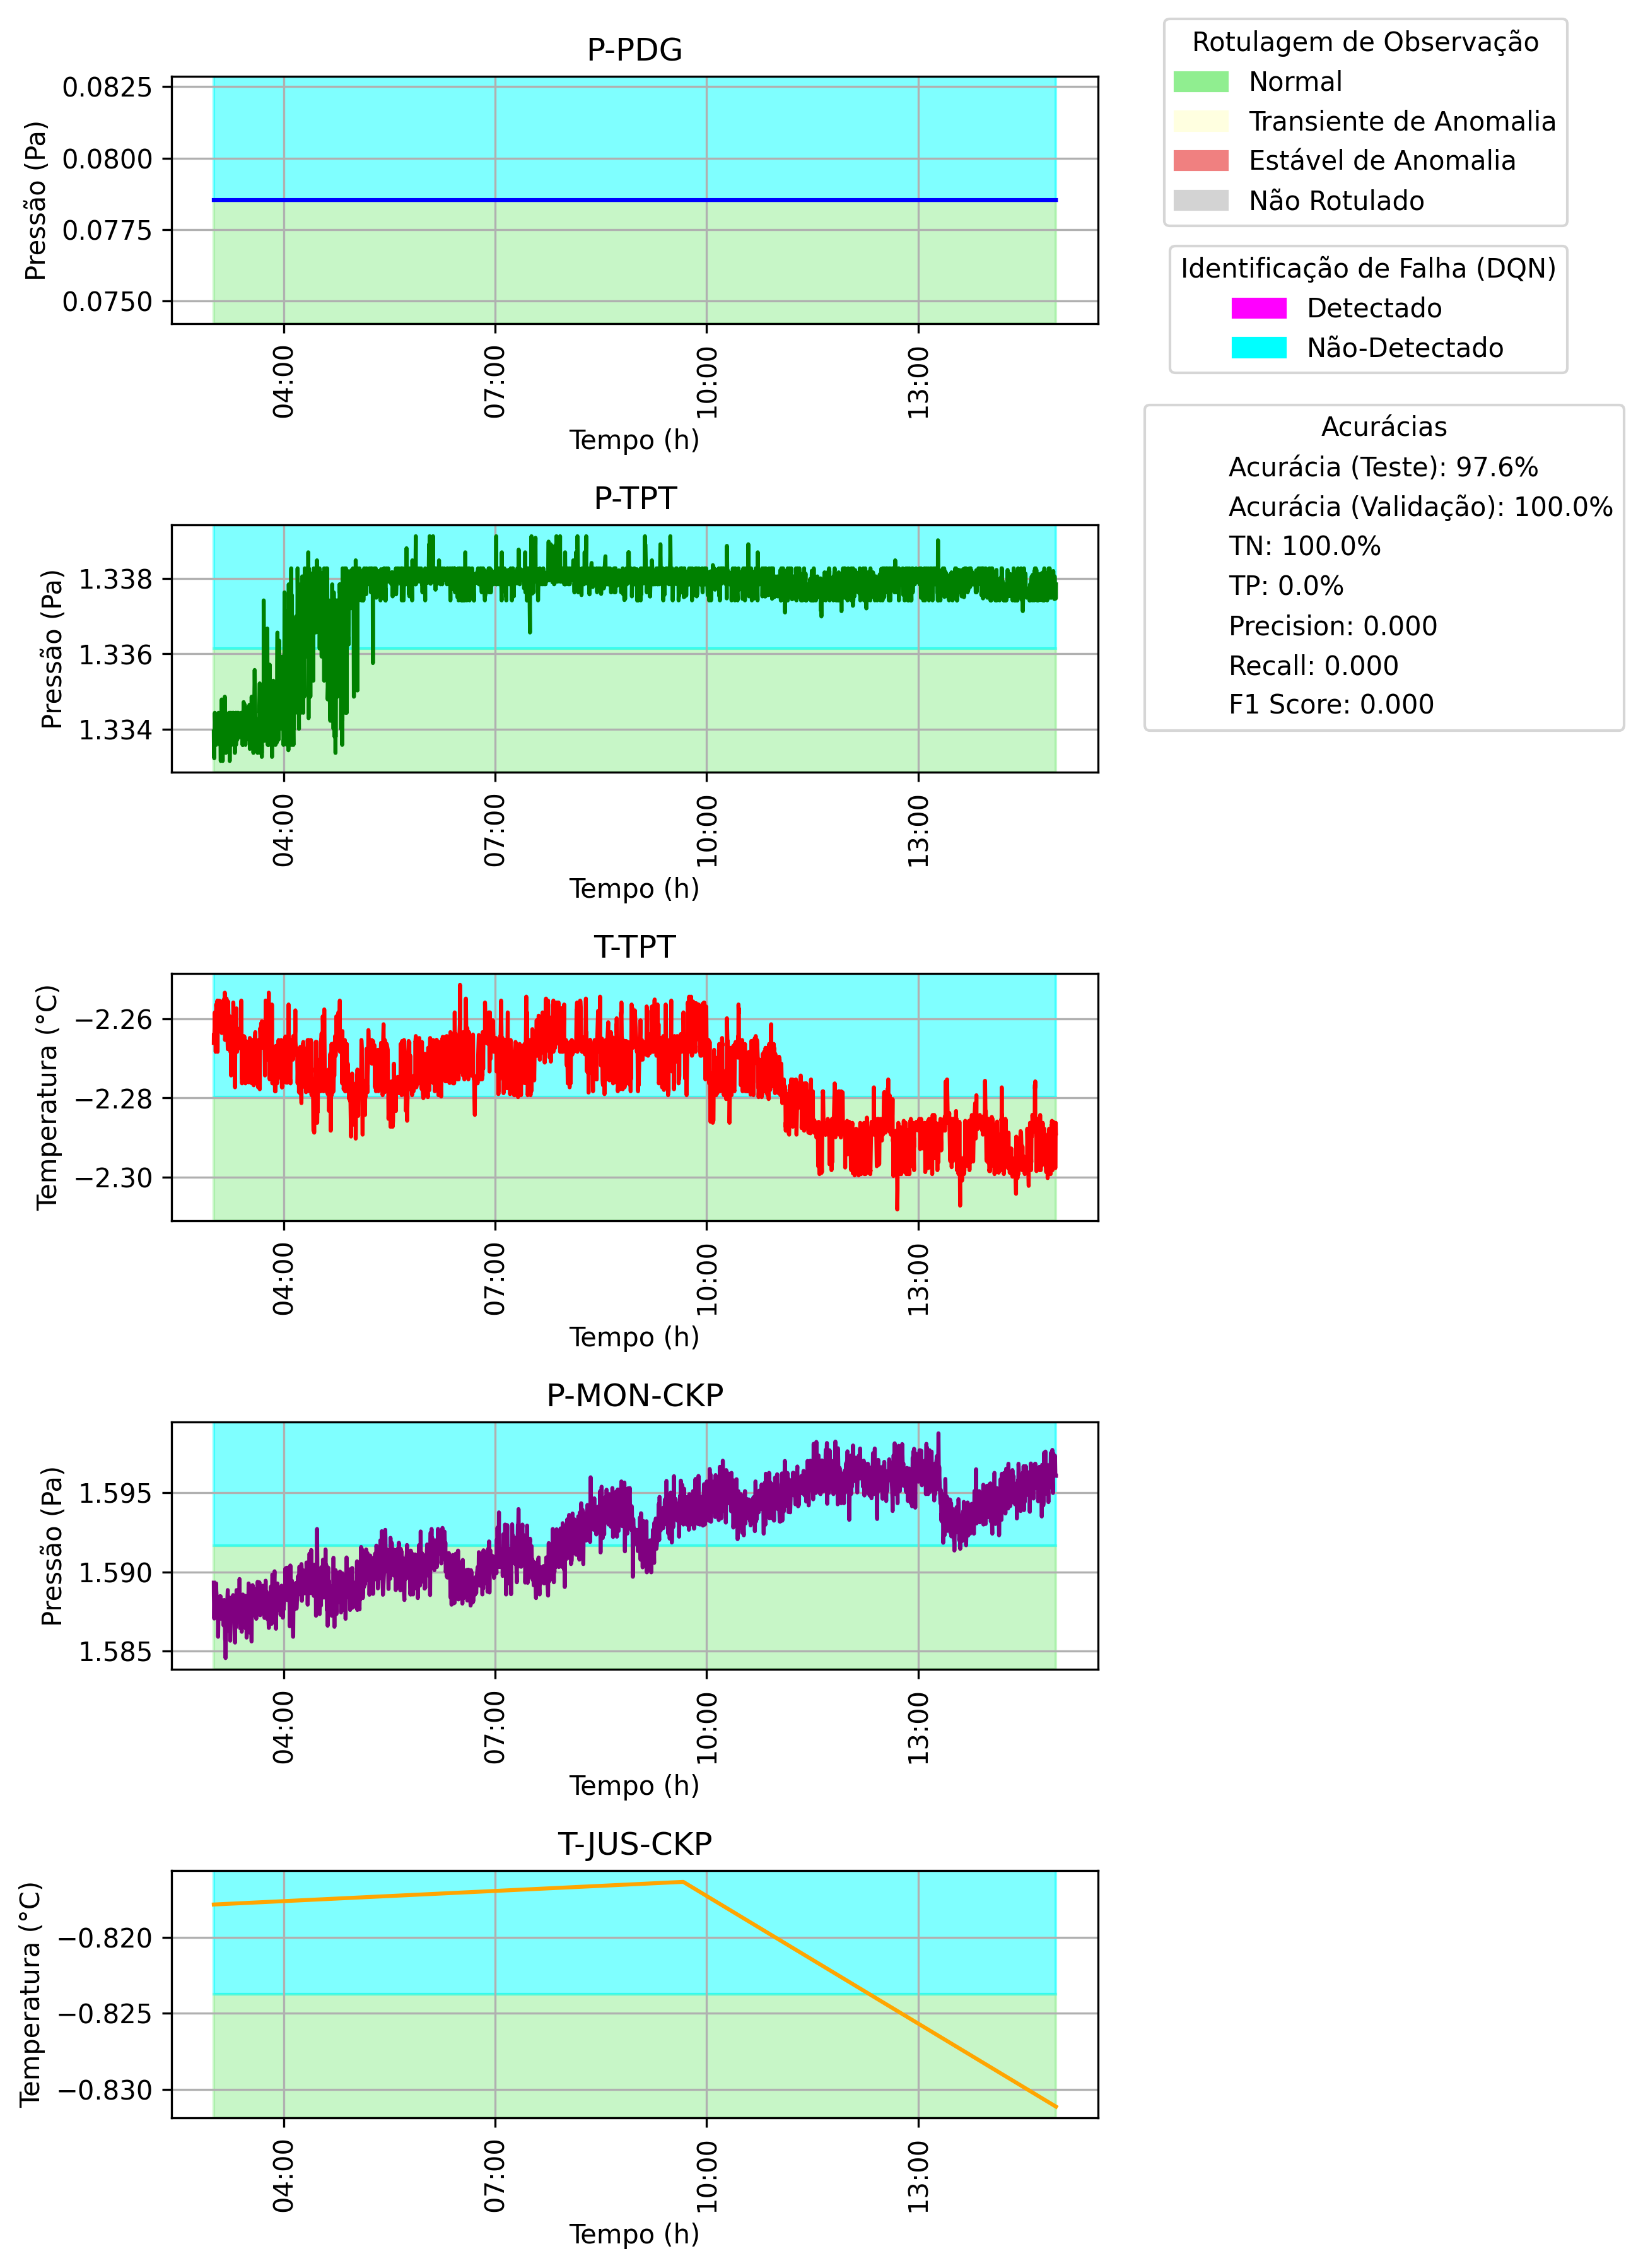 P-PDG
Pressão (Pa)
0.0825
0.0800
0.0775
0.0750
04:00
07:00
10:00
13:00
Tempo (h)
Rotulagem de Observação
Normal
Transiente de Anomalia
Estável de Anomalia
Não Rotulado
Identificação de Falha (DQN)
Detectado
Não-Detectado
Acurácias
Acurácia (Teste): 97.6%
Acurácia (Validação): 100.0%
TN: 100.0%
TP: 0.0%
Precision: 0.000
Recall: 0.000
F1 Score: 0.000
P-TPT
Pressão (Pa)
1.338
1.336
1.334
04:00
07:00
10:00
13:00
Tempo (h)
T-TPT
Temperatura (°C)
−2.26
−2.28
−2.30
04:00
07:00
10:00
13:00
Tempo (h)
P-MON-CKP
Pressão (Pa)
1.595
1.590
1.585
04:00
07:00
10:00
13:00
Tempo (h)
T-JUS-CKP
Temperatura (°C)
−0.820
−0.825
−0.830
04:00
07:00
10:00
13:00
Tempo (h)